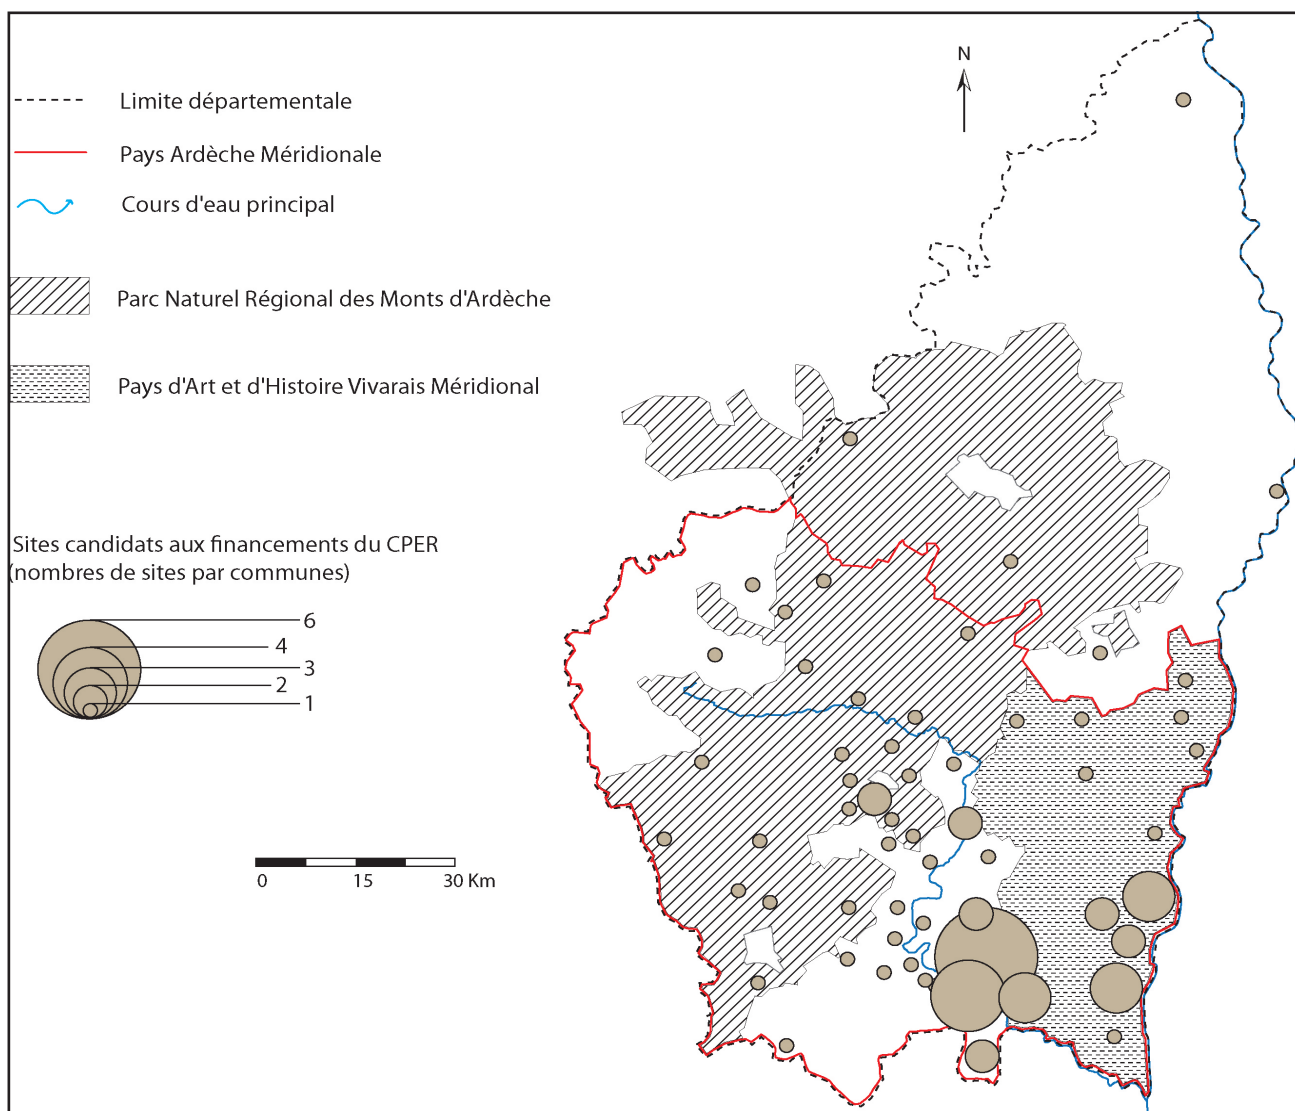 N
Limite départementale
Pays Ardèche Méridionale
Cours d'eau principal
Parc Naturel Régional des Monts d'Ardèche
Pays d'Art et d'Histoire Vivarais Méridional
Sites candidats aux financements du CPER
(nombres de sites par communes)
6
4
3
2
1
0 15 30 Km